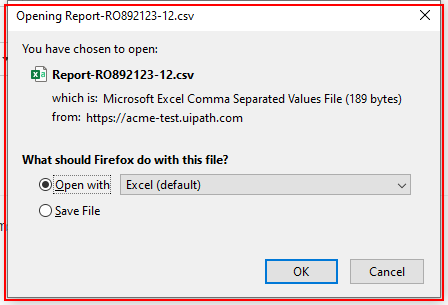 Opening Report-RO892123-12.csv
You have chosen to open:
Report-RO892123-12.csv
which is: Microsoft Excel Comma Separated Values File (189 bytes)
from: https://acme-test.uipath.com
What should Firefox do with this file?
Open with
Excel (default)
Save File
OK
Cancel